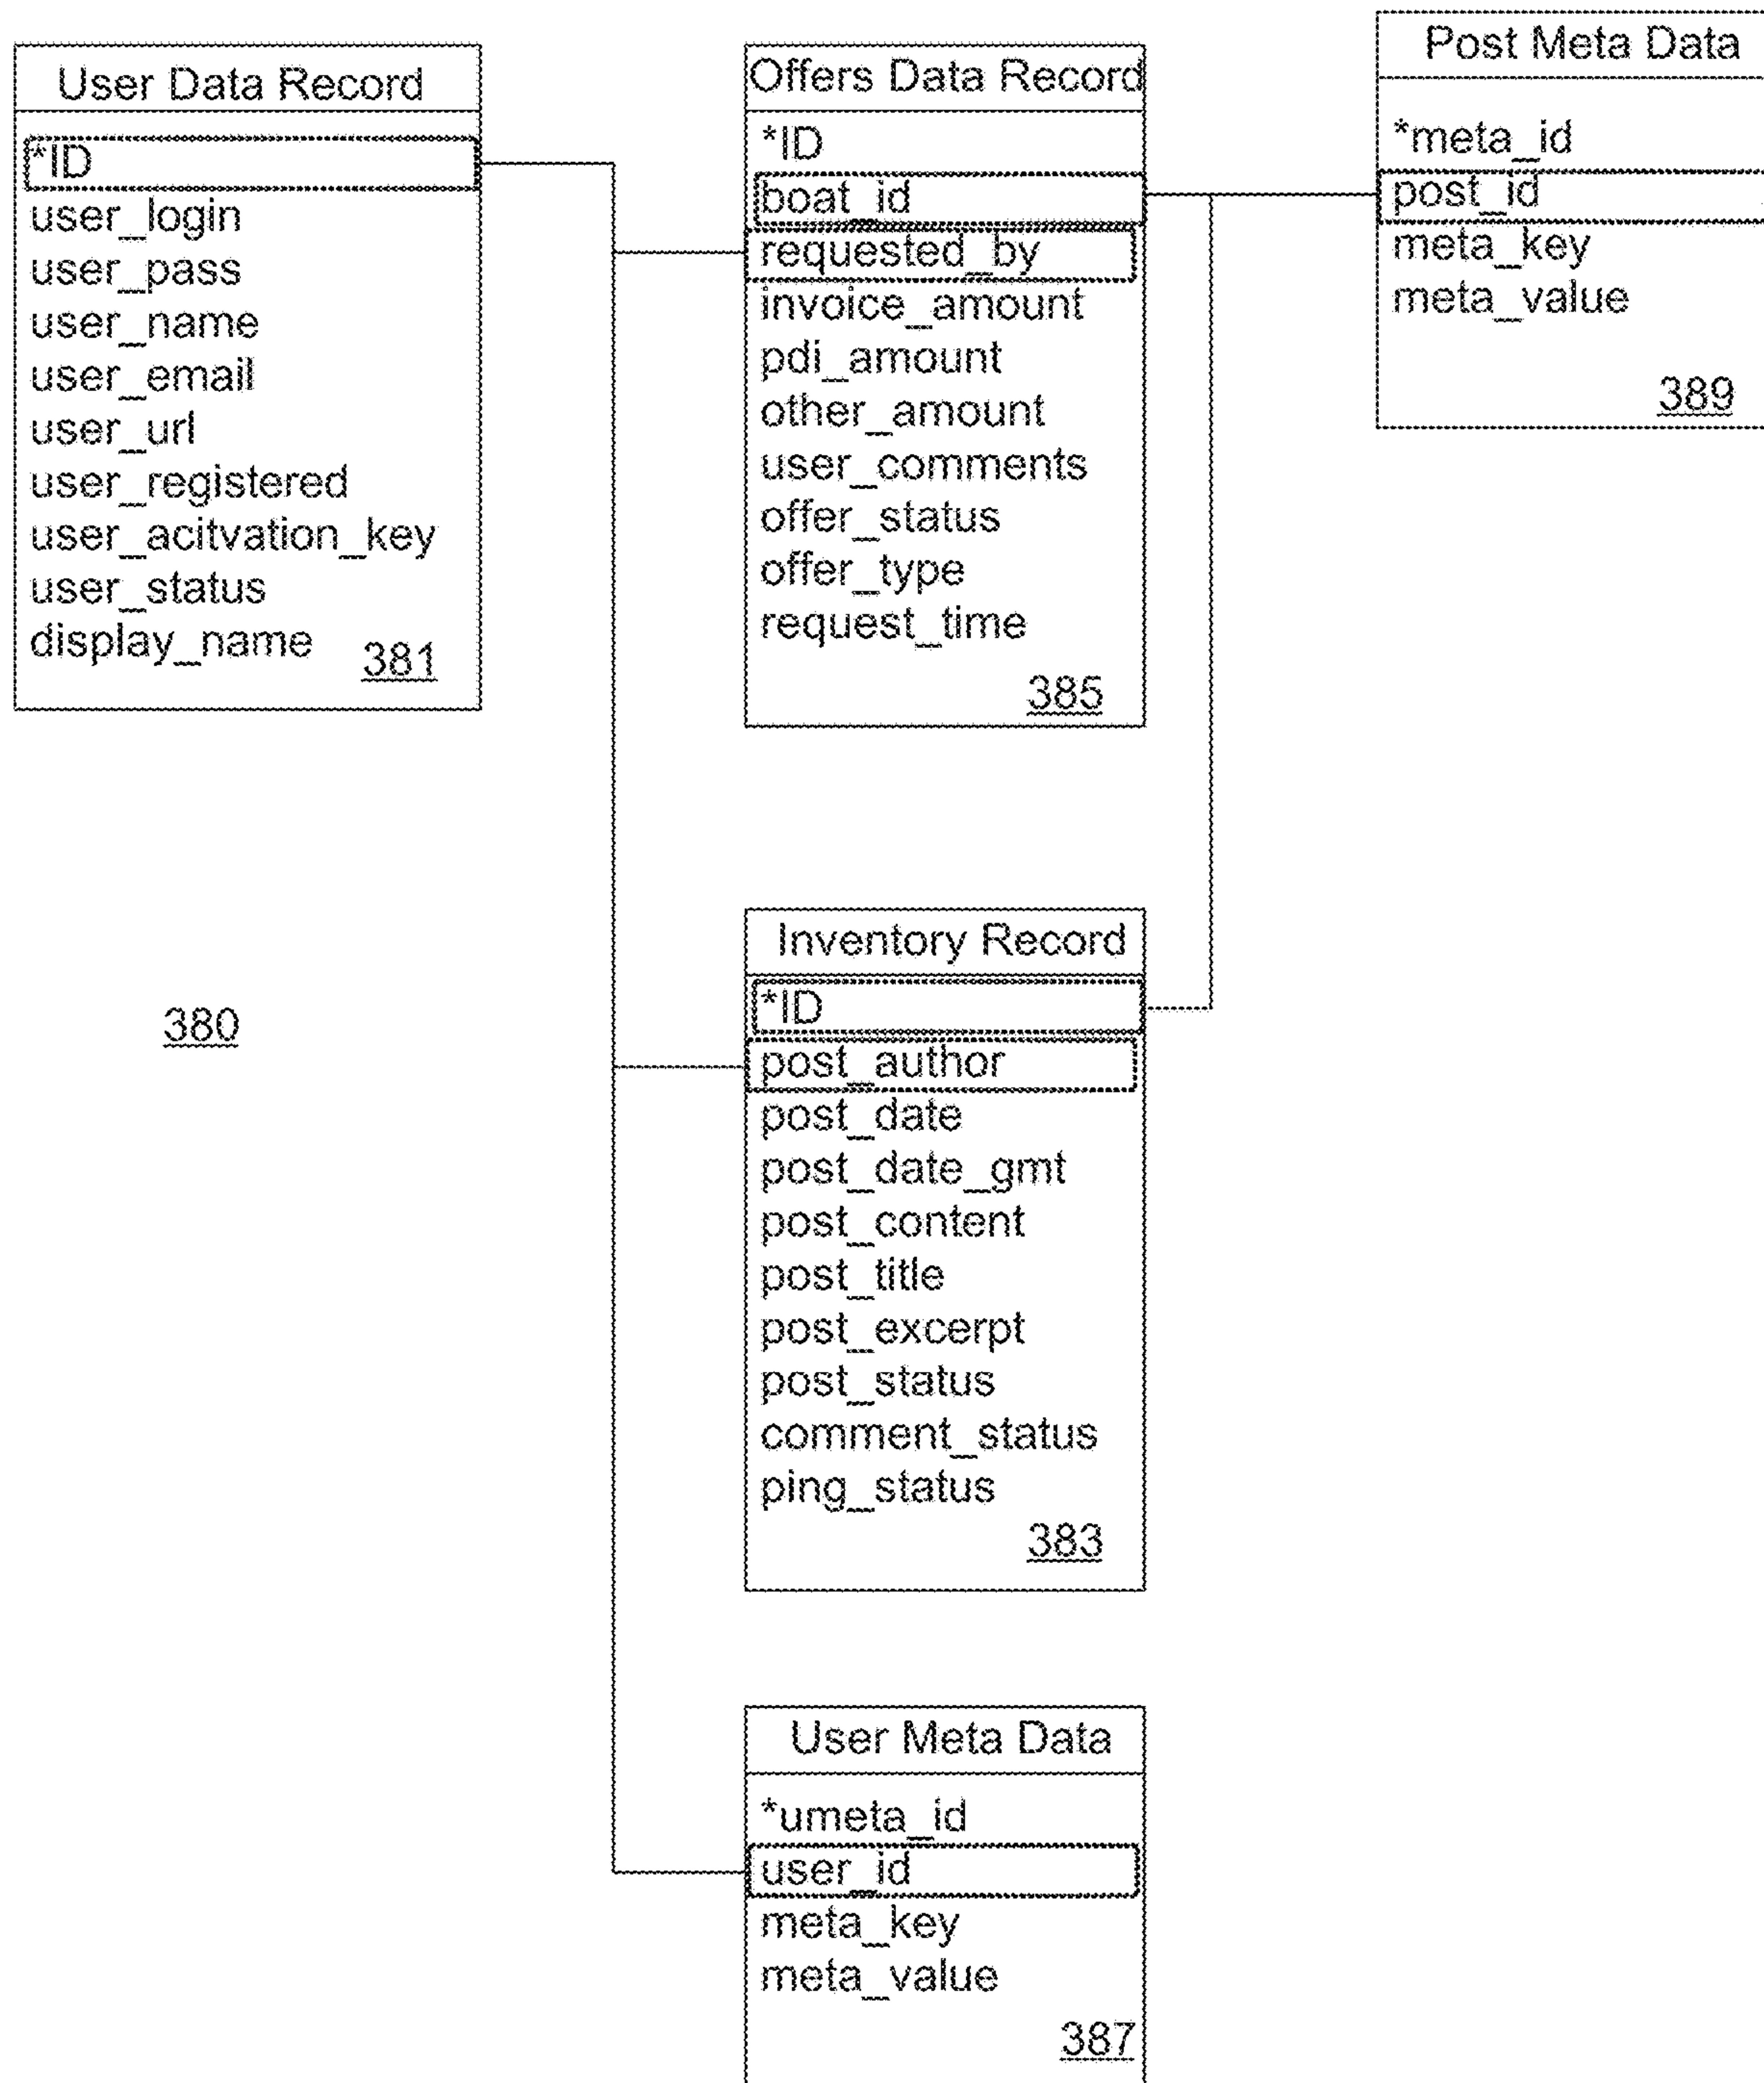 User Data Record
*ID
user_login
user_pass
user_name
user_email
user_url
user_registered
user_acitvation_key
user_status
display_name
381
Offers Data Record
*ID
boat_id
requested_by
invoice_amount
pdi_amount
other_amount
user_comments
offer_status
offer_type
request_time
385
Post Meta Data
*meta_id
post_id
meta_key
meta_value
389
380
Inventory Record
*ID
post_author
post_date
post_date_gmt
post_content
post_title
post_excerpt
post_status
comment_status
ping_status
383
User Meta Data
*umeta_id
user_id
meta_key
meta_value
387